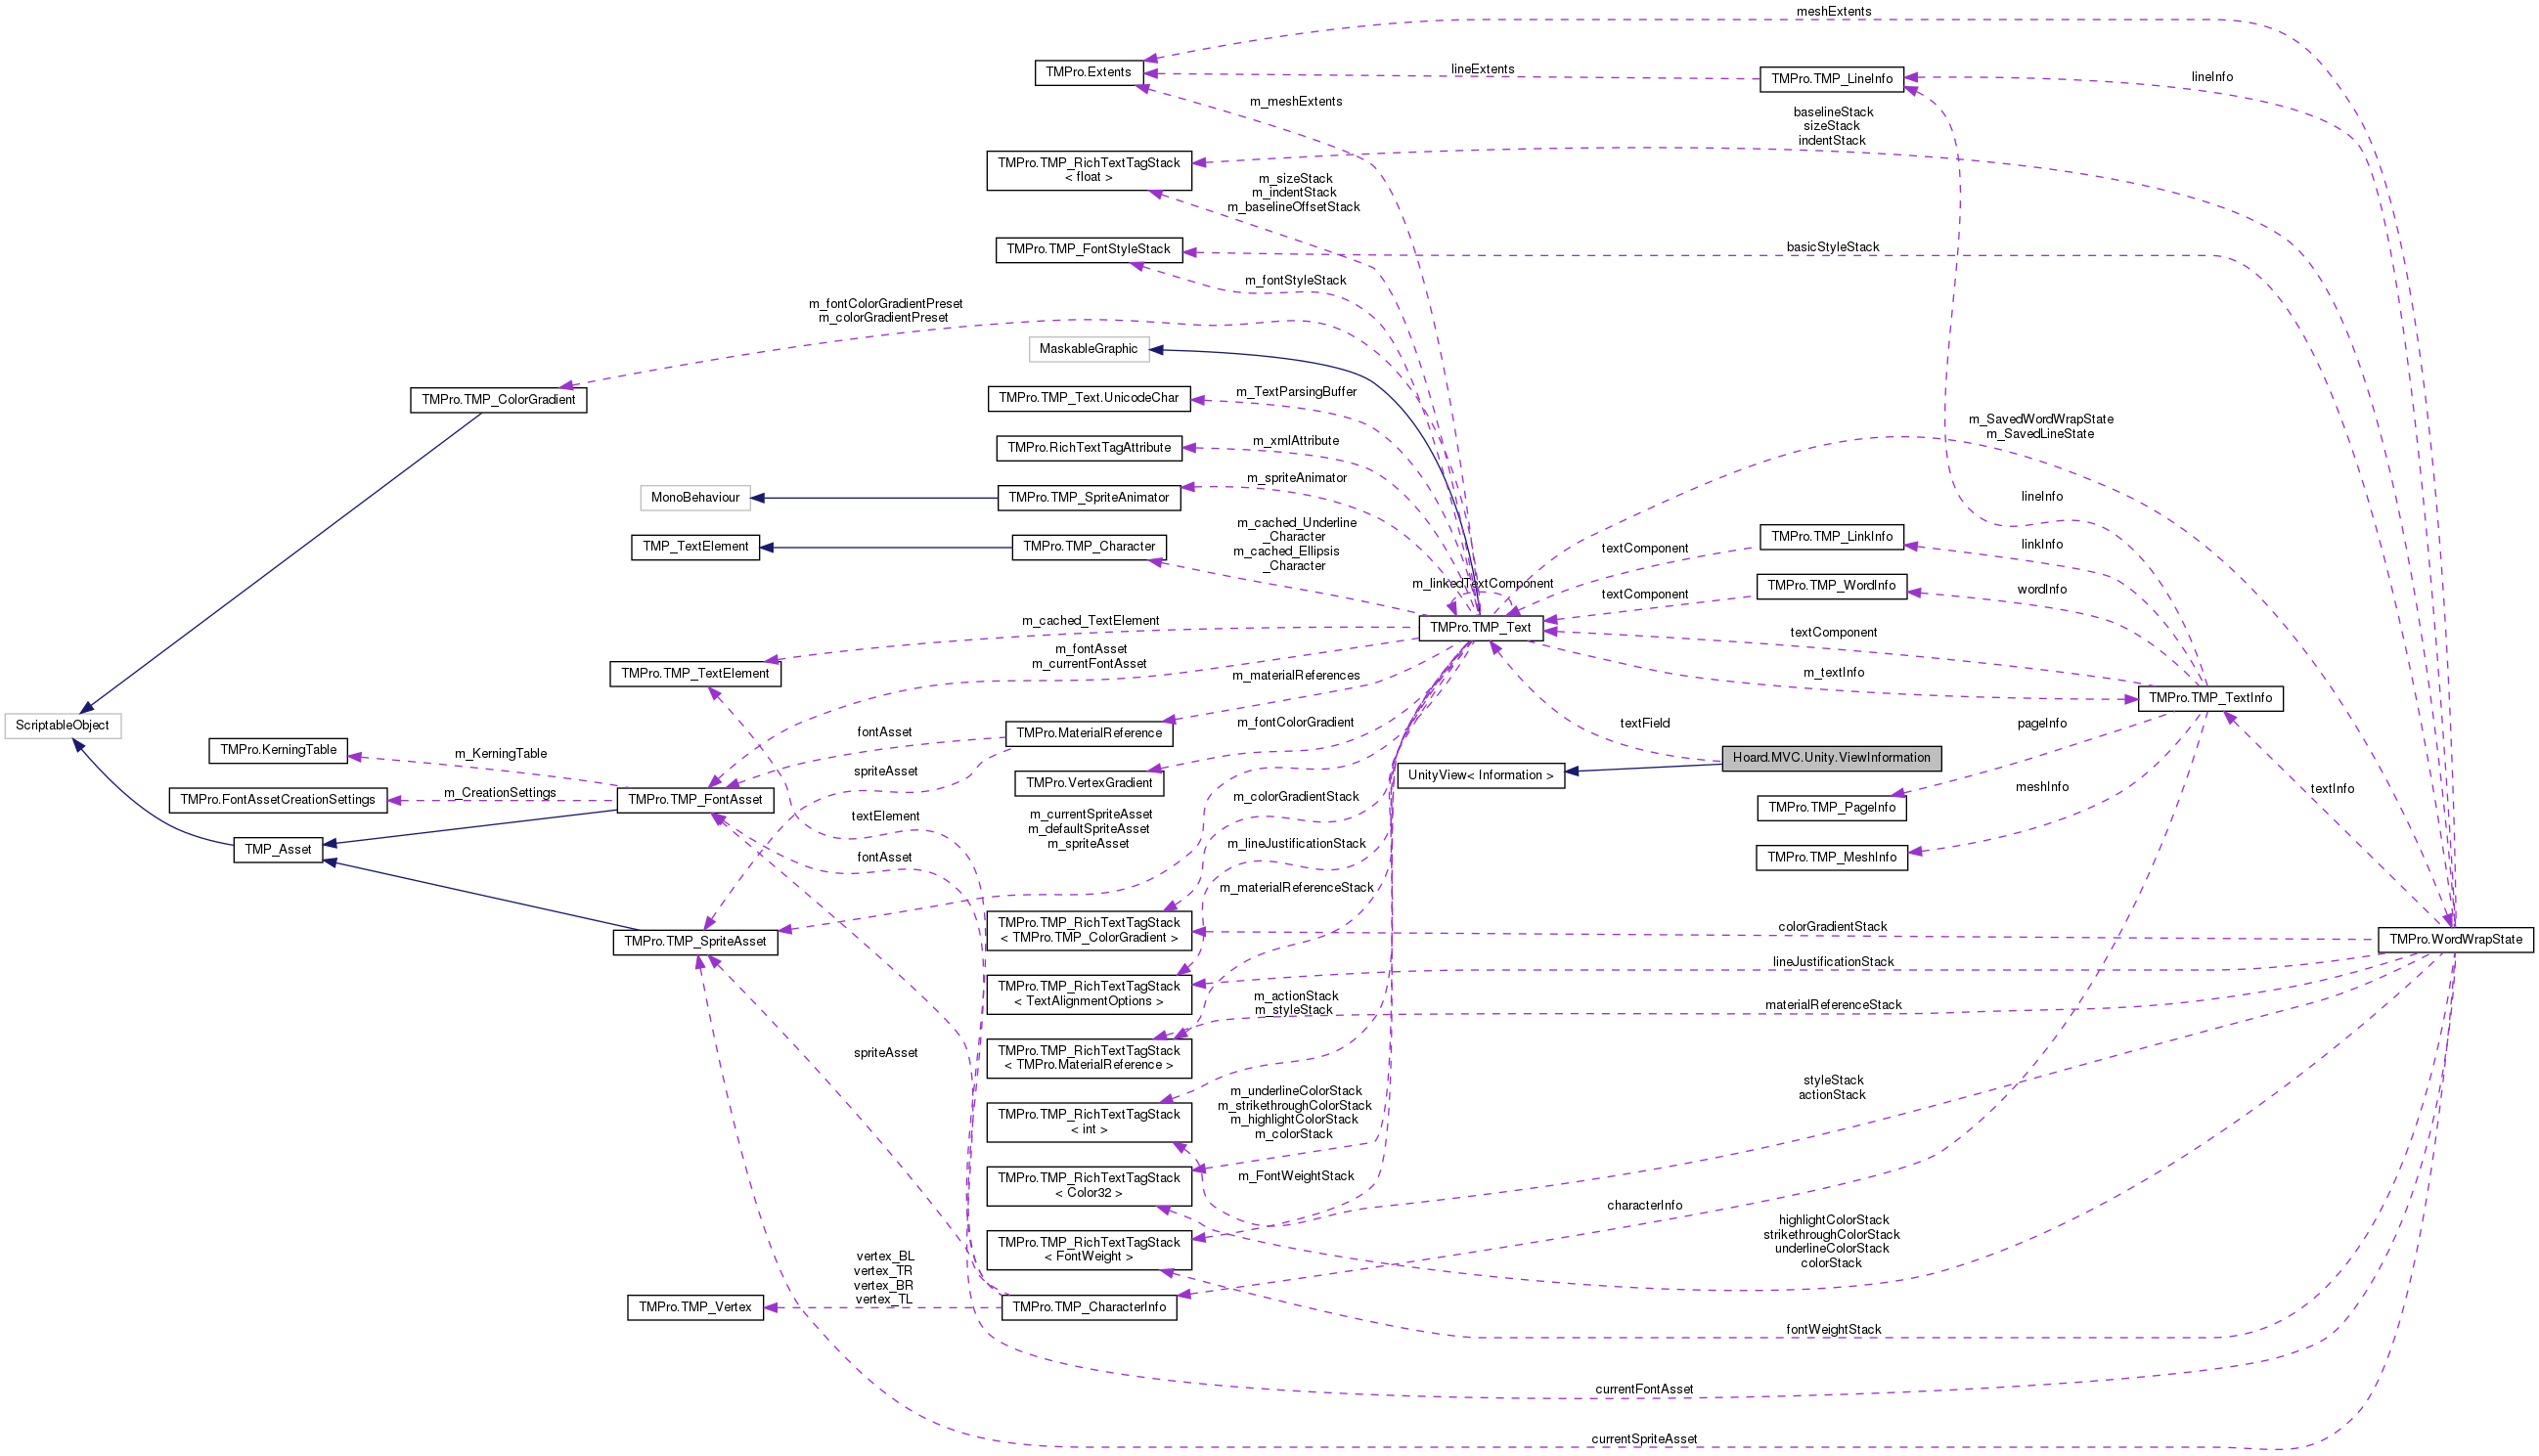 meshExtents
TMPro.Extents
lineExtents
TMPro.TMP_LineInfo
lineInfo
m_meshExtents
baselineStack
sizeStack
indentStack
TMPro.TMP_RichTextTagStack
< float >
m_sizeStack
m_indentStack
m_baselineOffsetStack
TMPro.TMP_FontStyleStack
basicStyleStack
m_fontStyleStack
m_fontColorGradientPreset
m_colorGradientPreset
MaskableGraphic
TMPro.TMP_ColorGradient
TMPro.TMP_Text.UnicodeChar
m_TextParsingBuffer
m_SavedWordWrapState
m_SavedLineState
TMPro.RichTextTagAttribute
m_xmlAttribute
m_spriteAnimator
MonoBehaviour
TMPro.TMP_SpriteAnimator
lineInfo
m_cached_Underline
_Character
m_cached_Ellipsis
_Character
TMP_TextElement
TMPro.TMP_Character
textComponent
TMPro.TMP_LinkInfo
linkInfo
m_linkedTextComponent
textComponent
TMPro.TMP_WordInfo
wordInfo
m_cached_TextElement
TMPro.TMP_Text
textComponent
m_fontAsset
m_currentFontAsset
TMPro.TMP_TextElement
m_materialReferences
m_textInfo
TMPro.TMP_TextInfo
ScriptableObject
m_fontColorGradient
textField
pageInfo
TMPro.KerningTable
m_KerningTable
fontAsset
TMPro.MaterialReference
spriteAsset
UnityView< Information >
Hoard.MVC.Unity.ViewInformation
TMPro.VertexGradient
TMPro.FontAssetCreationSettings
m_CreationSettings
TMPro.TMP_FontAsset
m_colorGradientStack
TMPro.TMP_PageInfo
meshInfo
textInfo
textElement
m_currentSpriteAsset
m_defaultSpriteAsset
m_spriteAsset
TMP_Asset
fontAsset
m_lineJustificationStack
TMPro.TMP_MeshInfo
m_materialReferenceStack
TMPro.TMP_SpriteAsset
TMPro.TMP_RichTextTagStack
< TMPro.TMP_ColorGradient >
colorGradientStack
TMPro.WordWrapState
lineJustificationStack
TMPro.TMP_RichTextTagStack
< TextAlignmentOptions >
m_actionStack
m_styleStack
materialReferenceStack
spriteAsset
TMPro.TMP_RichTextTagStack
< TMPro.MaterialReference >
styleStack
actionStack
TMPro.TMP_RichTextTagStack
< int >
m_underlineColorStack
m_strikethroughColorStack
m_highlightColorStack
m_colorStack
TMPro.TMP_RichTextTagStack
< Color32 >
m_FontWeightStack
characterInfo
highlightColorStack
strikethroughColorStack
underlineColorStack
colorStack
TMPro.TMP_RichTextTagStack
< FontWeight >
vertex_BL
vertex_TR
vertex_BR
vertex_TL
TMPro.TMP_Vertex
TMPro.TMP_CharacterInfo
fontWeightStack
currentFontAsset
currentSpriteAsset